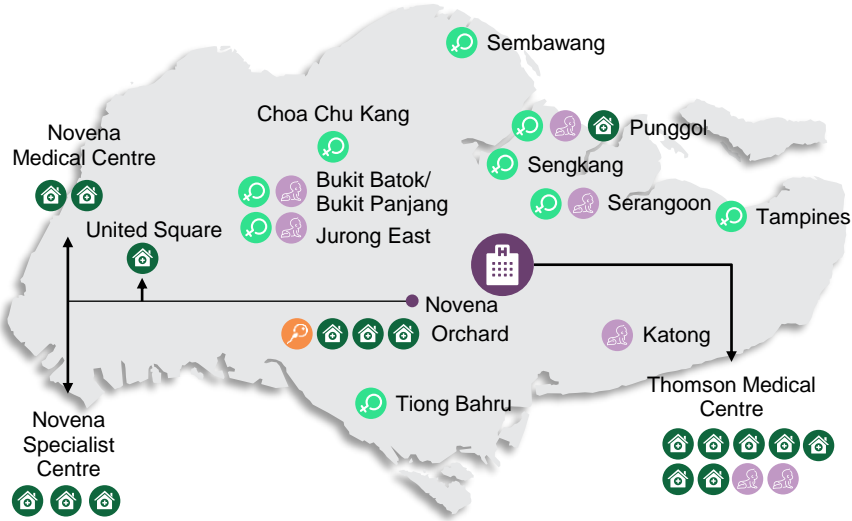 Sembawang
Choa Chu Kang
Novena
Medical Centre
Punggol
Sengkang
Bukit Batok/
Bukit Panjang
Serangoon
Tampines
United Square
Jurong East
H
Novena
Orchard
Katong
Thomson Medical
Centre
Tiong Bahru
Novena
Specialist
Centre